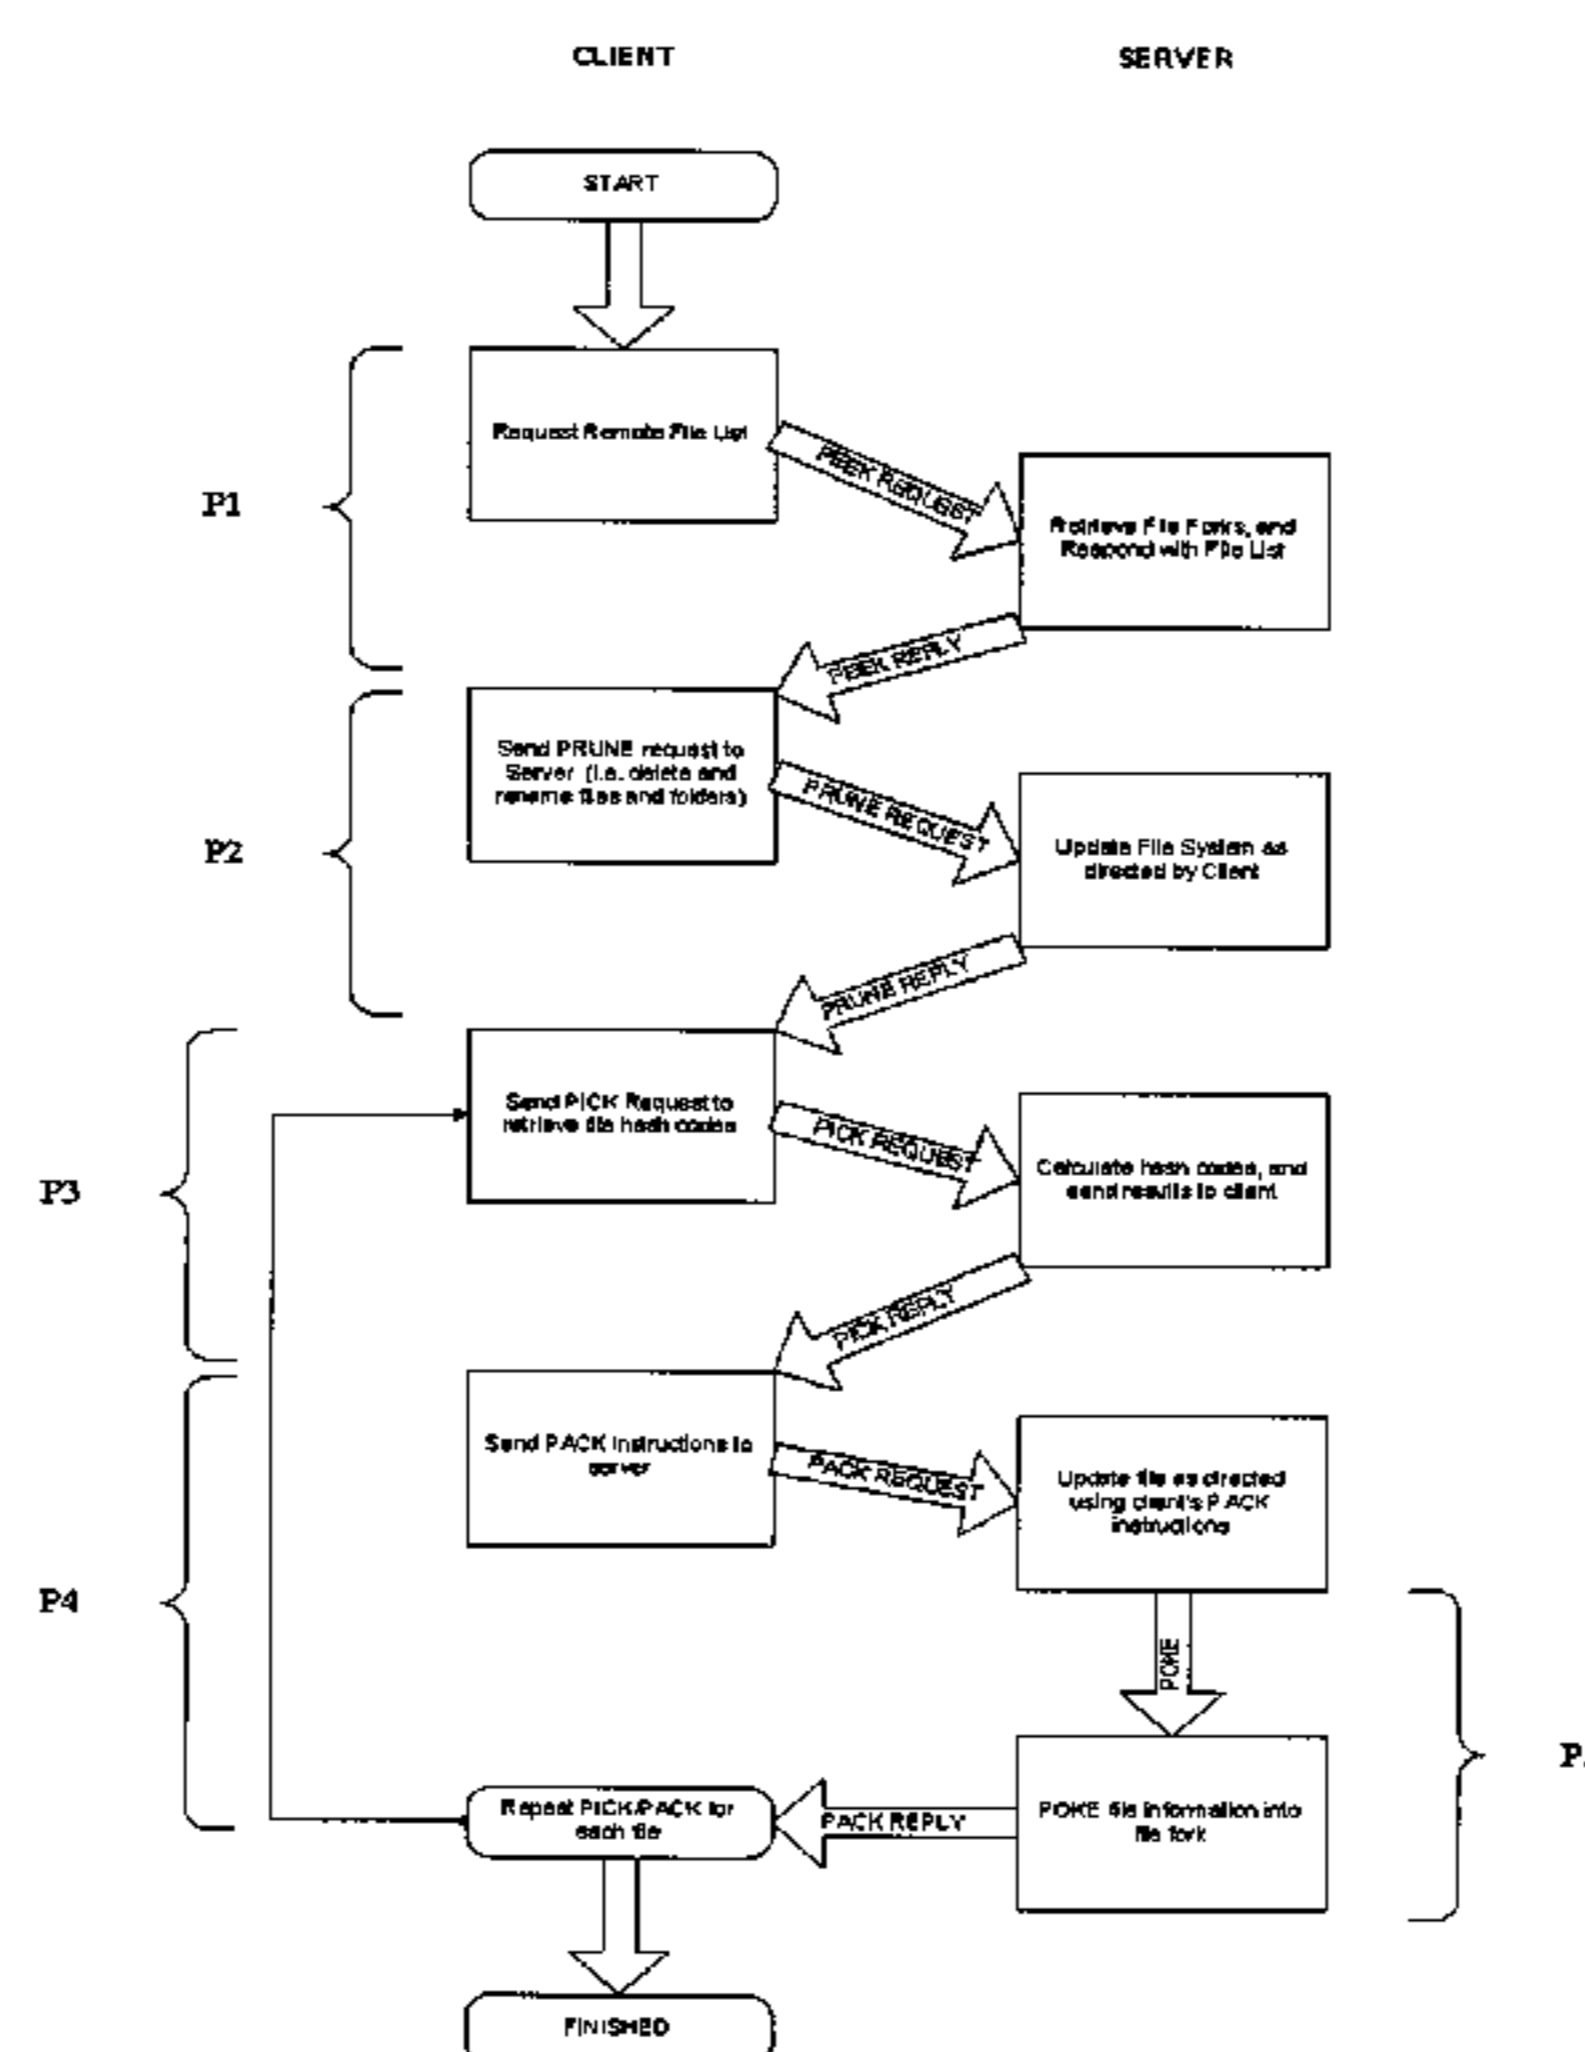 CLIENT
SERVER
START
Request Remote File List
PEEK REQUEST
P1
Retrieve File Forks, and
Respond with File List
PEEK REPLY
Send PRUNE request to
Server (i.e. delete and
rename files and folders)
PRUNE REQUEST
P2
Update File System as
directed by Client
PRUNE REPLY
Send PICK Request to
retrieve file hash codes
PICK REQUEST
P3
Calculate hash codes, and
send results to client
PICK REPLY
Send PACK instructions to
server
PACK REQUEST
Update file as directed
using client's PACK
instructions
P4
POKE
P
Repeat PICK/PACK for
each file
PACK REPLY
POKE file information into
file fork
FINISHED